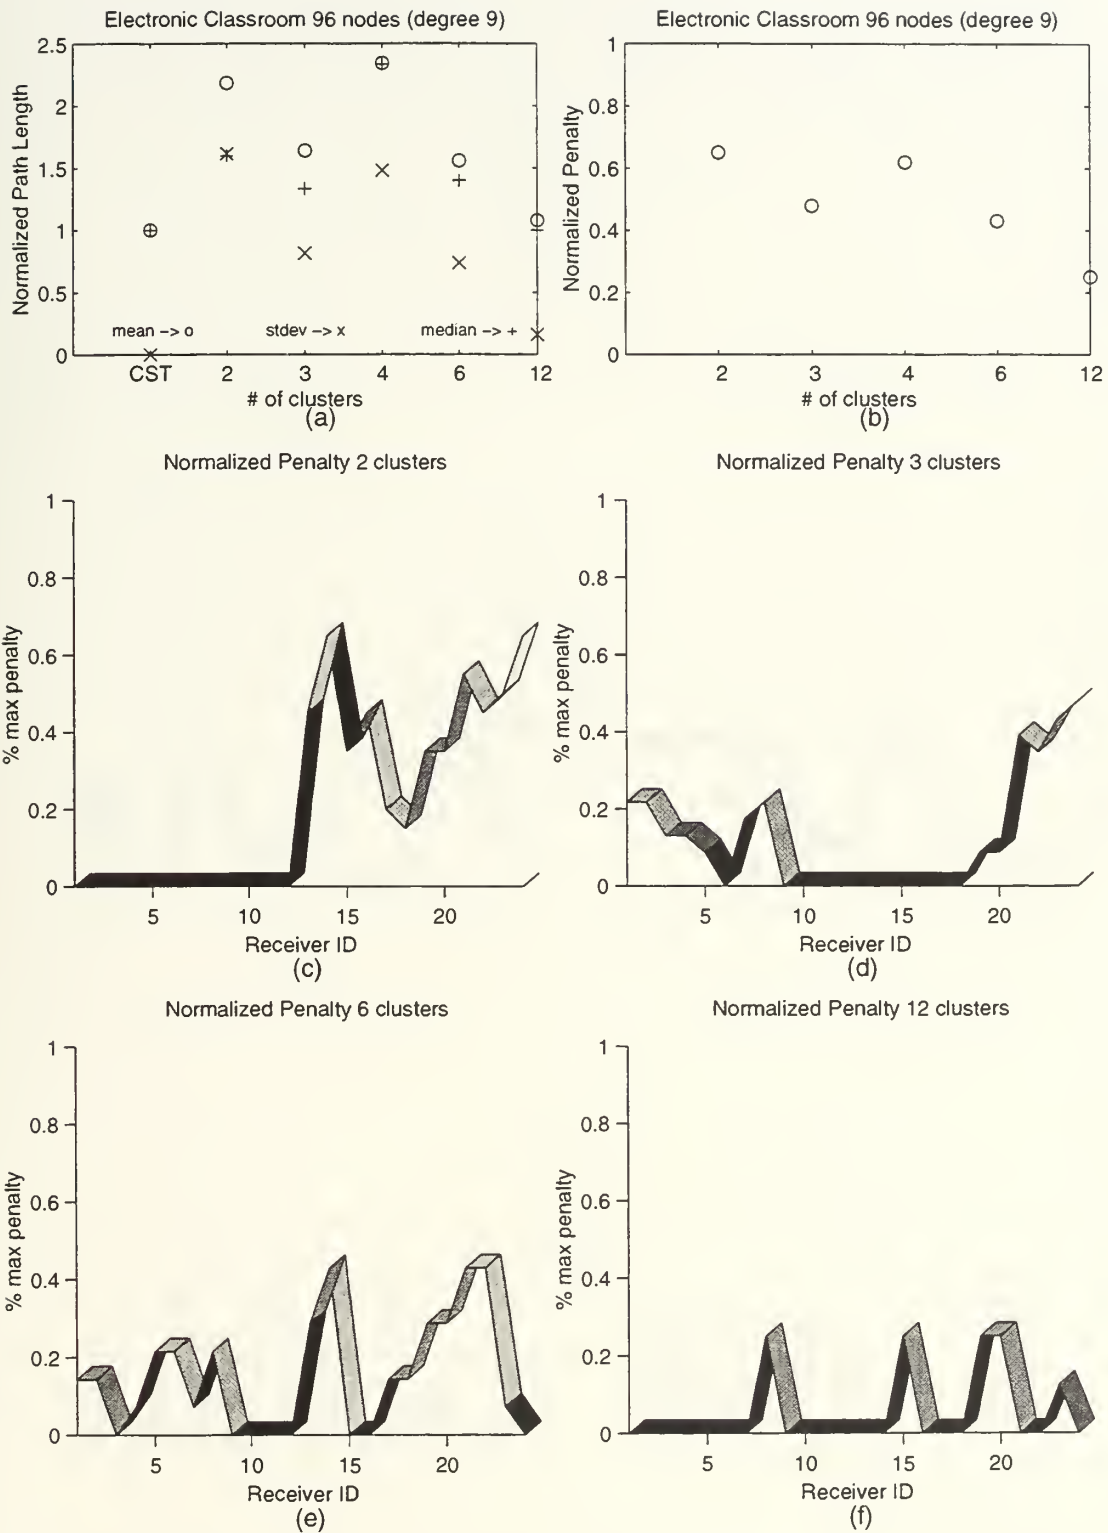 Electronic Classroom 96 nodes (degree 9)
Normalized Path Length
2.5
2
1.5
1
0.5
0
mean -> o
stdev -> x
median -> +
CST 2 3 4 6 12
# of clusters
(a)
Electronic Classroom 96 nodes (degree 9)
Normalized Penalty
1
0.8
0.6
0.4
0.2
0
2 3 4 6 12
# of clusters
(b)
Normalized Penalty 2 clusters
% max penalty
1
0.8
0.6
0.4
0.2
0
5 10 15 20
Receiver ID
(c)
Normalized Penalty 3 clusters
% max penalty
1
0.8
0.6
0.4
0.2
0
5 10 15 20
Receiver ID
(d)
Normalized Penalty 6 clusters
% max penalty
1
0.8
0.6
0.4
0.2
0
5 10 15 20
Receiver ID
(e)
Normalized Penalty 12 clusters
% max penalty
1
0.8
0.6
0.4
0.2
0
5 10 15 20
Receiver ID
(f)